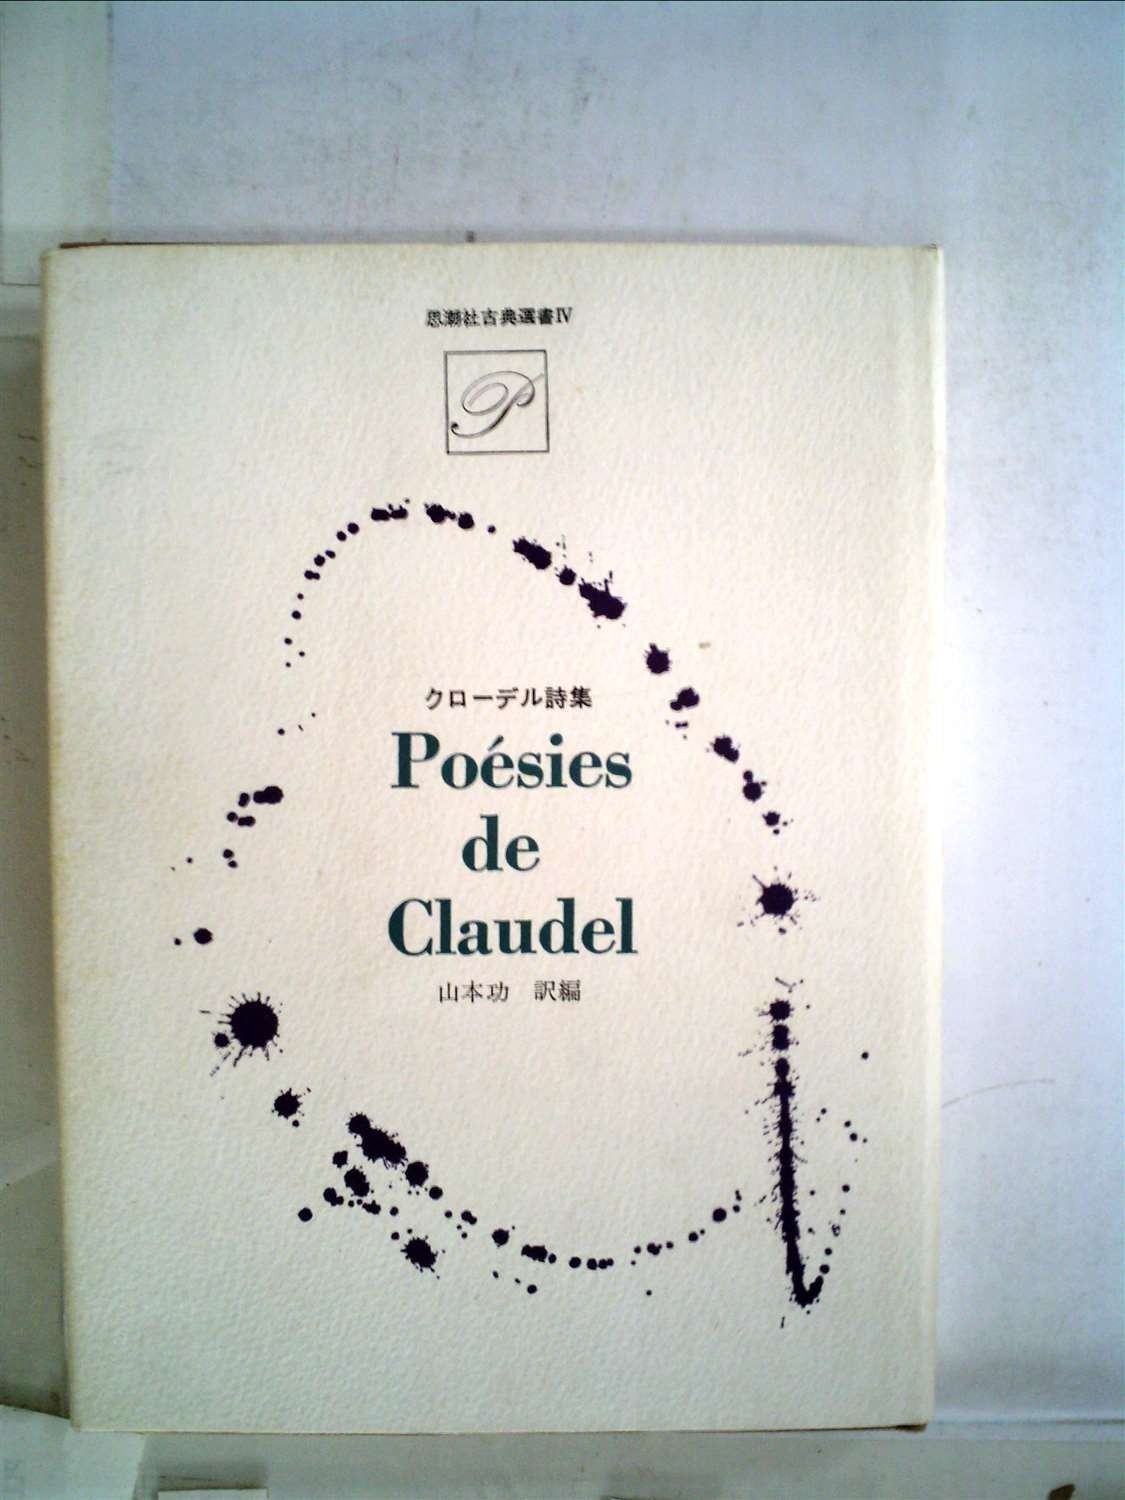 思潮社古典選書IV
P
クローデル詩集
Poésies
de
Claudel
山本功 訳編